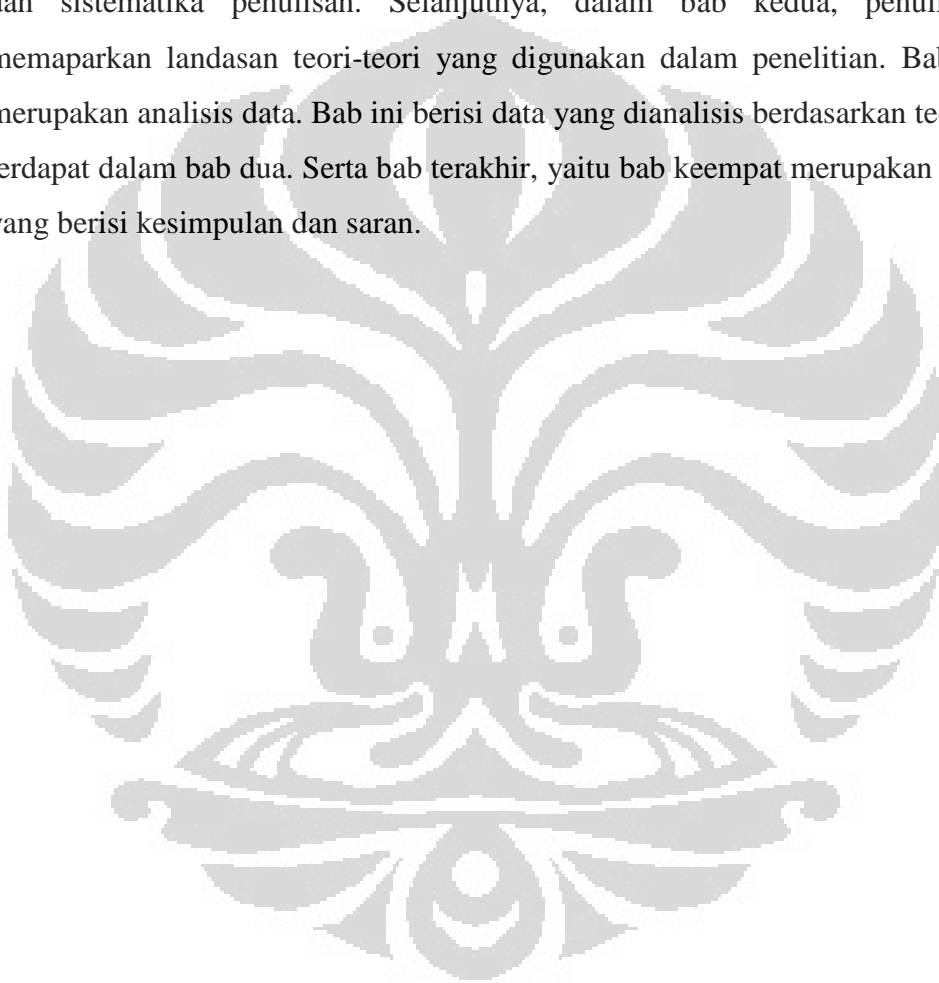 dan sistematika penulisan. Selanjutnya, dalam bab kedua,
memaparkan landasan teori-teori yang digunakan dalam penelitian. Bab
merupakan analisis data. Bab ini berisi data yang dianalisis berdasarkan
terdapat dalam bab dua. Serta bab terakhir, yaitu bab keempat merupakan
yang berisi kesimpulan dan saran.